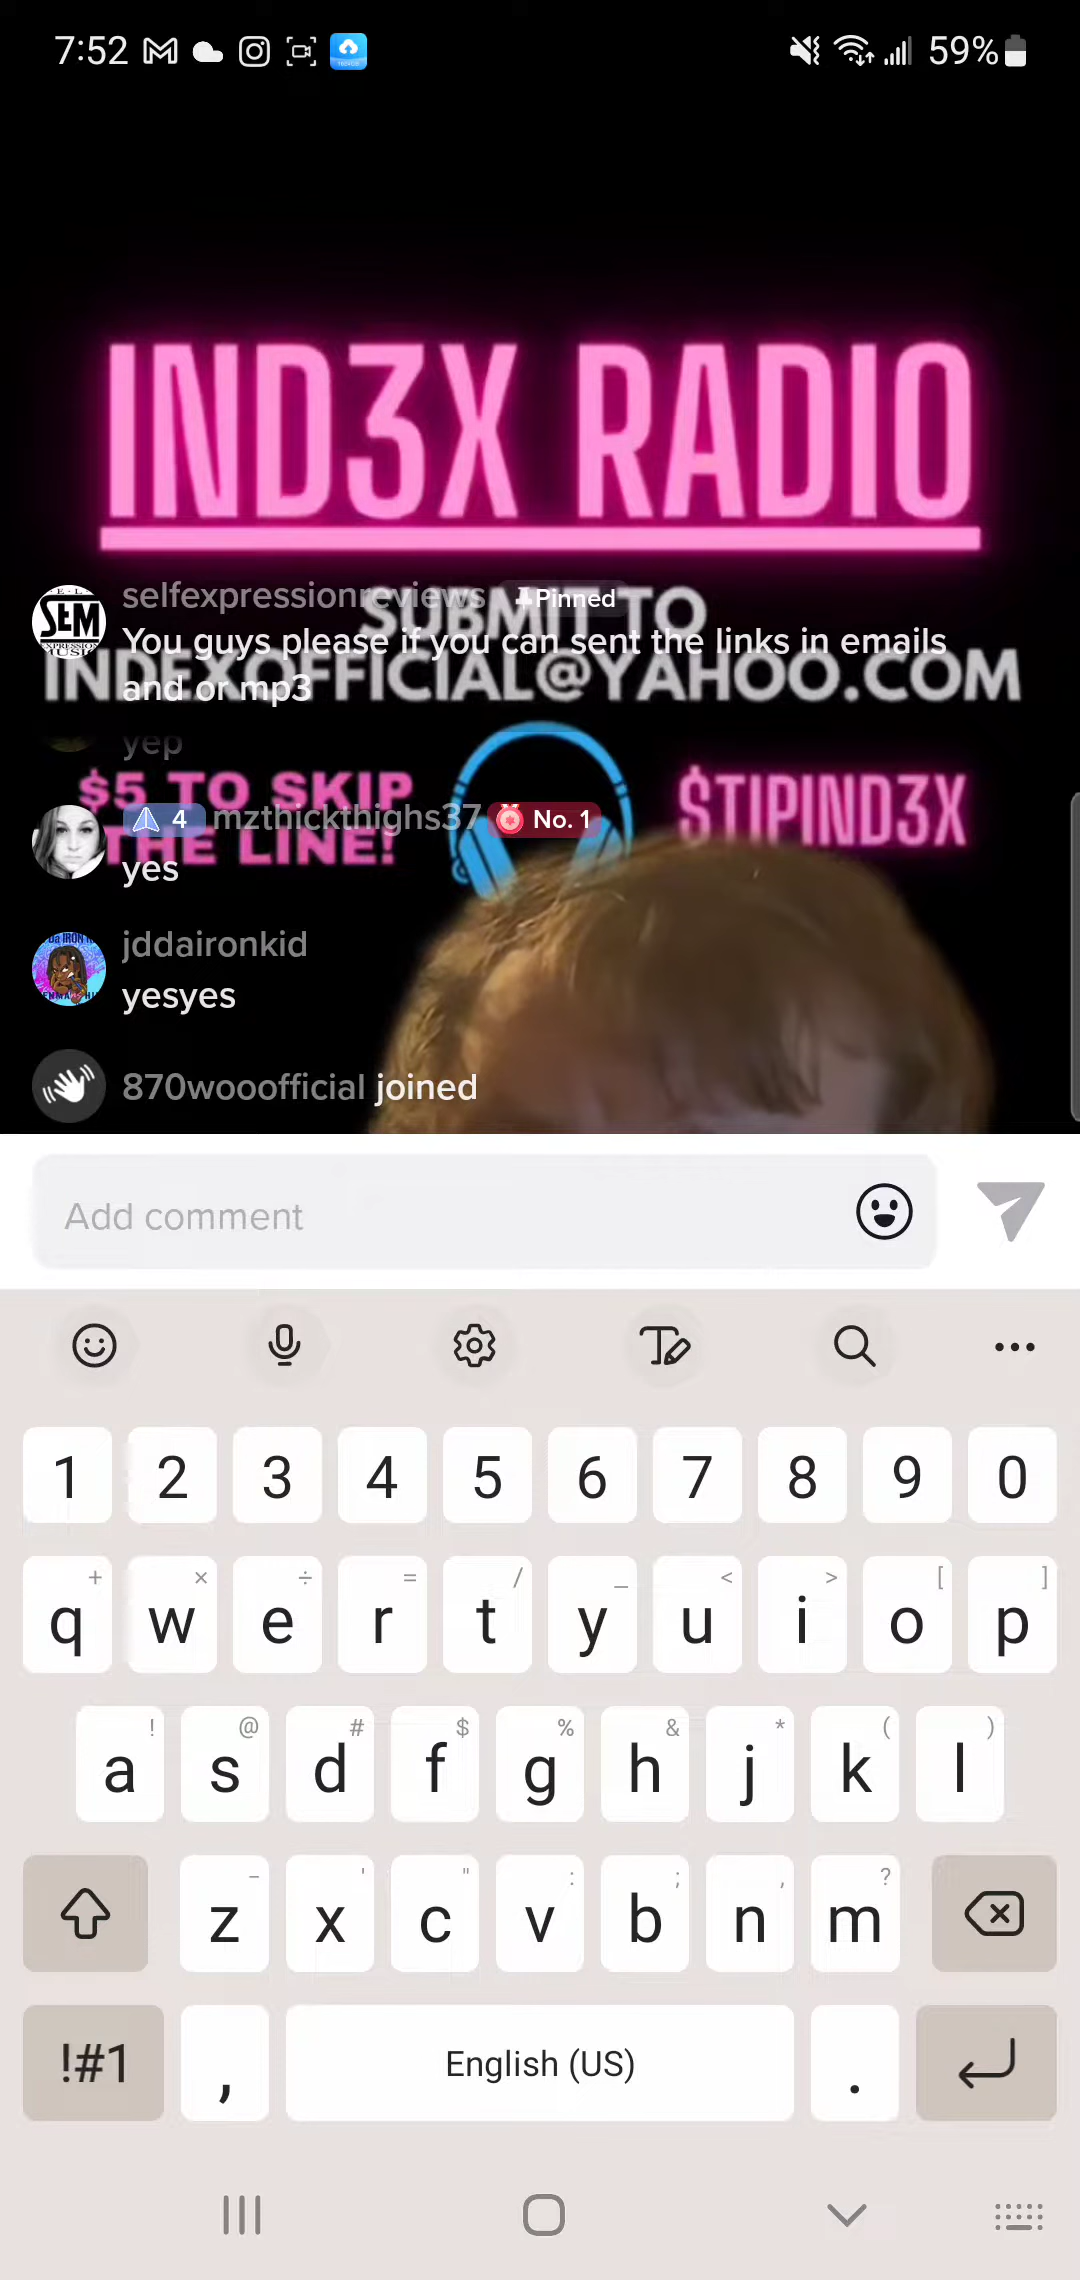 7:52
59%
IND3X RADIO
selfexpressionreviews Pinned
SUBMIT TO
You guys please if you can sent the links in emails
INDEXOFFICIAL@YAHOO.COM
and or mp3
yep
$5 TO SKIP
THE LINE!
$TIPIND3X
4 mzthickthighs37 No. 1
yes
jddaironkid
yesyes
870wooofficial joined
Add comment
1 2 3 4 5 6 7 8 9 0
+ × ÷ = / _ < > [ ]
q w e r t y u i o p
! @ # $ % & * ( )
a s d f g h j k l
- ' " : ; , ?
z x c v b n m
!#1 , English (US) .